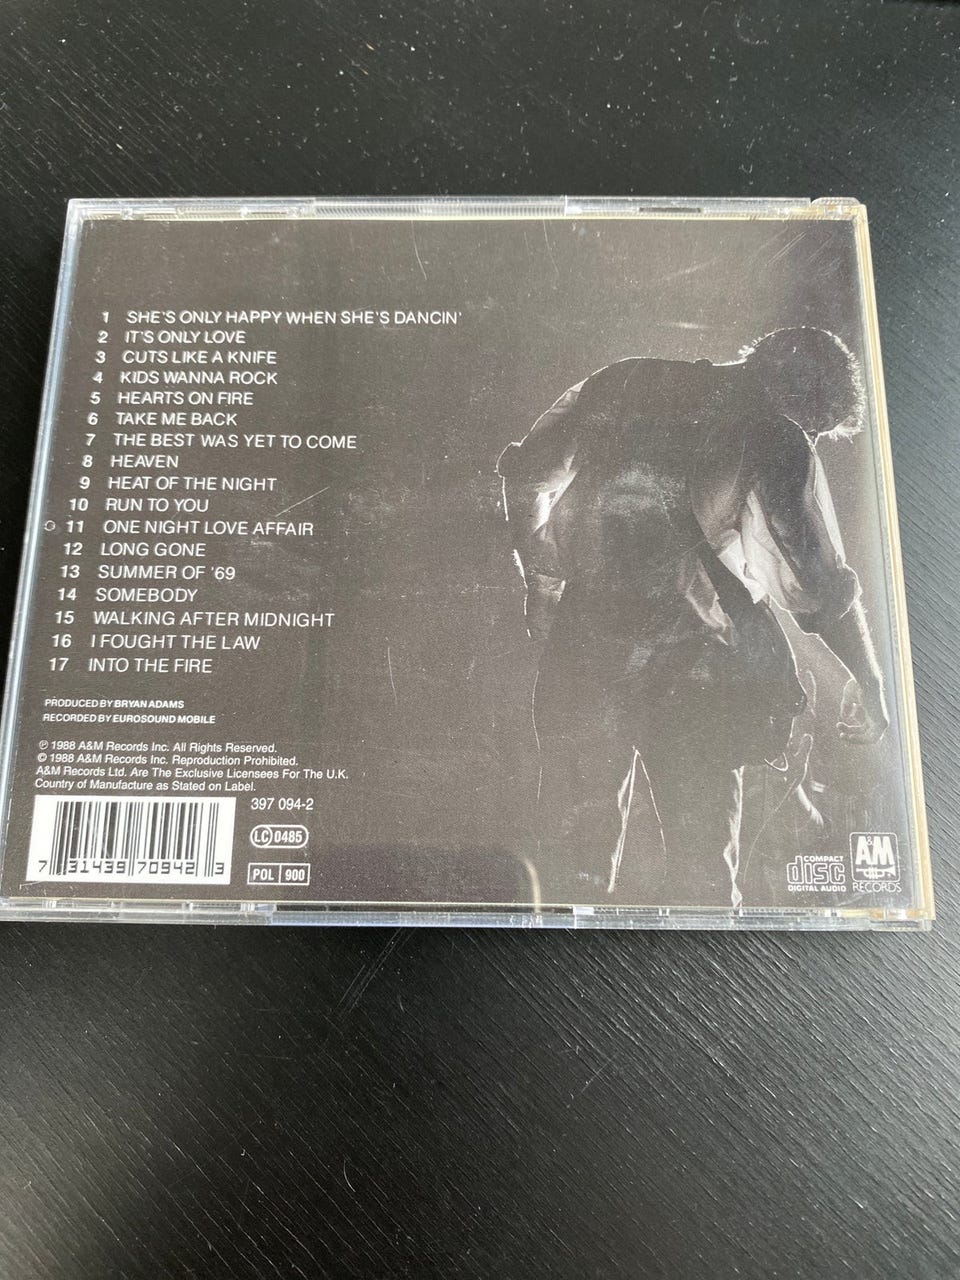 1 SHE'S ONLY HAPPY WHEN SHE'S DANCIN'
2 IT'S ONLY LOVE
3 CUTS LIKE A KNIFE
4 KIDS WANNA ROCK
5 HEARTS ON FIRE
6 TAKE ME BACK
7 THE BEST WAS YET TO COME
8 HEAVEN
9 HEAT OF THE NIGHT
10 RUN TO YOU
11 ONE NIGHT LOVE AFFAIR
12 LONG GONE
13 SUMMER OF '69
14 SOMEBODY
15 WALKING AFTER MIDNIGHT
16 I FOUGHT THE LAW
17 INTO THE FIRE
PRODUCED BY BRYAN ADAMS
RECORDED BY EUROSOUND MOBILE
℗ 1988 A&M Records Inc. All Rights Reserved.
© 1988 A&M Records Inc. Reproduction Prohibited.
A&M Records Ltd. Are The Exclusive Licensees For The U.K.
Country of Manufacture as Stated on Label.
397 094-2
LC 0485
POL 900
7 31439 70942 3
COMPACT
disc
DIGITAL AUDIO
A&M
RECORDS